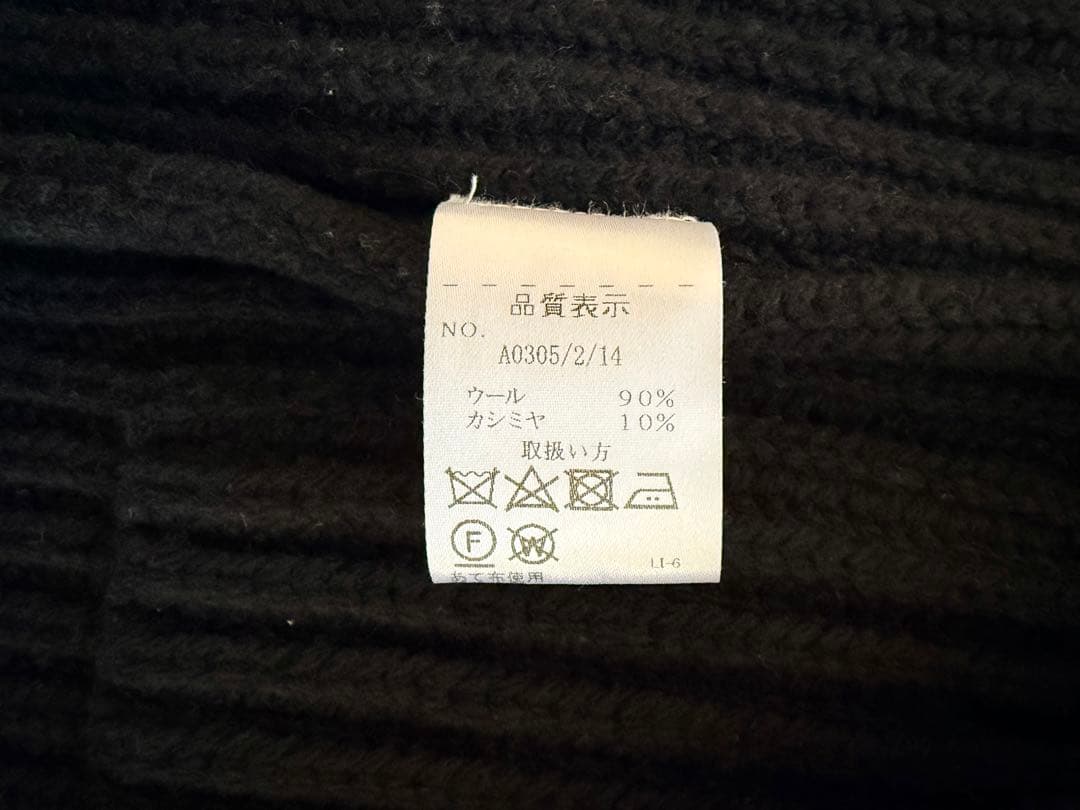 品質表示
NO.
A0305/2/14
ウール 90%
カシミヤ 10%
取扱い方
F W
あて布使用
LI-6